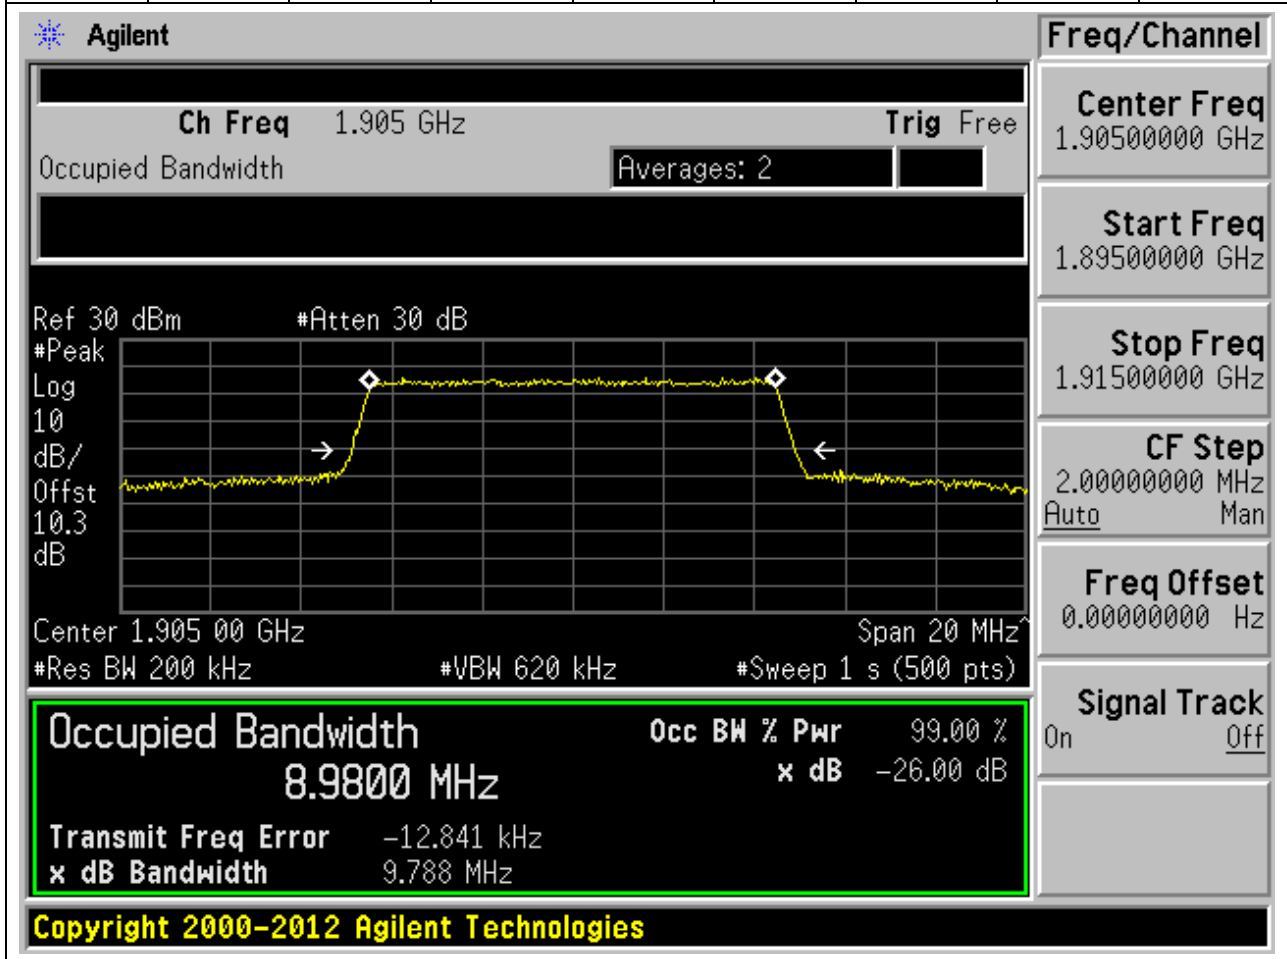 Agilent
Freq/Channel
Ch Freq 1.905 GHz Trig Free
Occupied Bandwidth Averages: 2
Center Freq
1.90500000 GHz
Start Freq
1.89500000 GHz
Stop Freq
1.91500000 GHz
CF Step
2.00000000 MHz
Auto Man
Freq Offset
0.00000000 Hz
Signal Track
On Off
Ref 30 dBm #Atten 30 dB
#Peak
Log
10
dB/
Offst
10.3
dB
Center 1.905 00 GHz Span 20 MHz^
#Res BW 200 kHz #VBW 620 kHz #Sweep 1 s (500 pts)
Occupied Bandwidth Occ BW % Pwr 99.00 %
8.9800 MHz x dB -26.00 dB
Transmit Freq Error -12.841 kHz
x dB Bandwidth 9.788 MHz
Copyright 2000-2012 Agilent Technologies